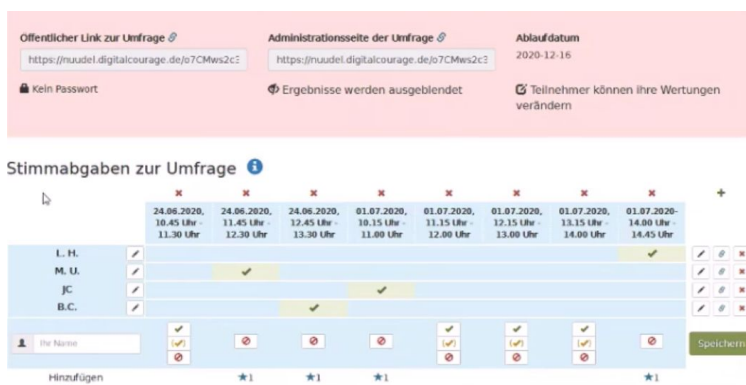 Öffentlicher Link zur Umfrage
Administrationsseite der Umfrage
Ablaufdatum
https://nuudel.digitalcourage.de/o7CMws2c3
https://nuudel.digitalcourage.de/o7CMws2c3
2020-12-16
Kein Passwort
Ergebnisse werden ausgeblendet
Teilnehmer können ihre Wertungen
verändern
Stimmabgaben zur Umfrage
24.06.2020, 10.45 Uhr - 11.30 Uhr
24.06.2020, 11.45 Uhr - 12.30 Uhr
24.06.2020, 12.45 Uhr - 13.30 Uhr
01.07.2020, 10.15 Uhr - 11.00 Uhr
01.07.2020, 11.15 Uhr - 12.00 Uhr
01.07.2020, 12.15 Uhr - 13.00 Uhr
01.07.2020, 13.15 Uhr - 14.00 Uhr
01.07.2020- 14.00 Uhr - 14.45 Uhr
L. H.
M. U.
JC
B.C.
Ihr Name
Speichern
Hinzufügen
1
1
1
1